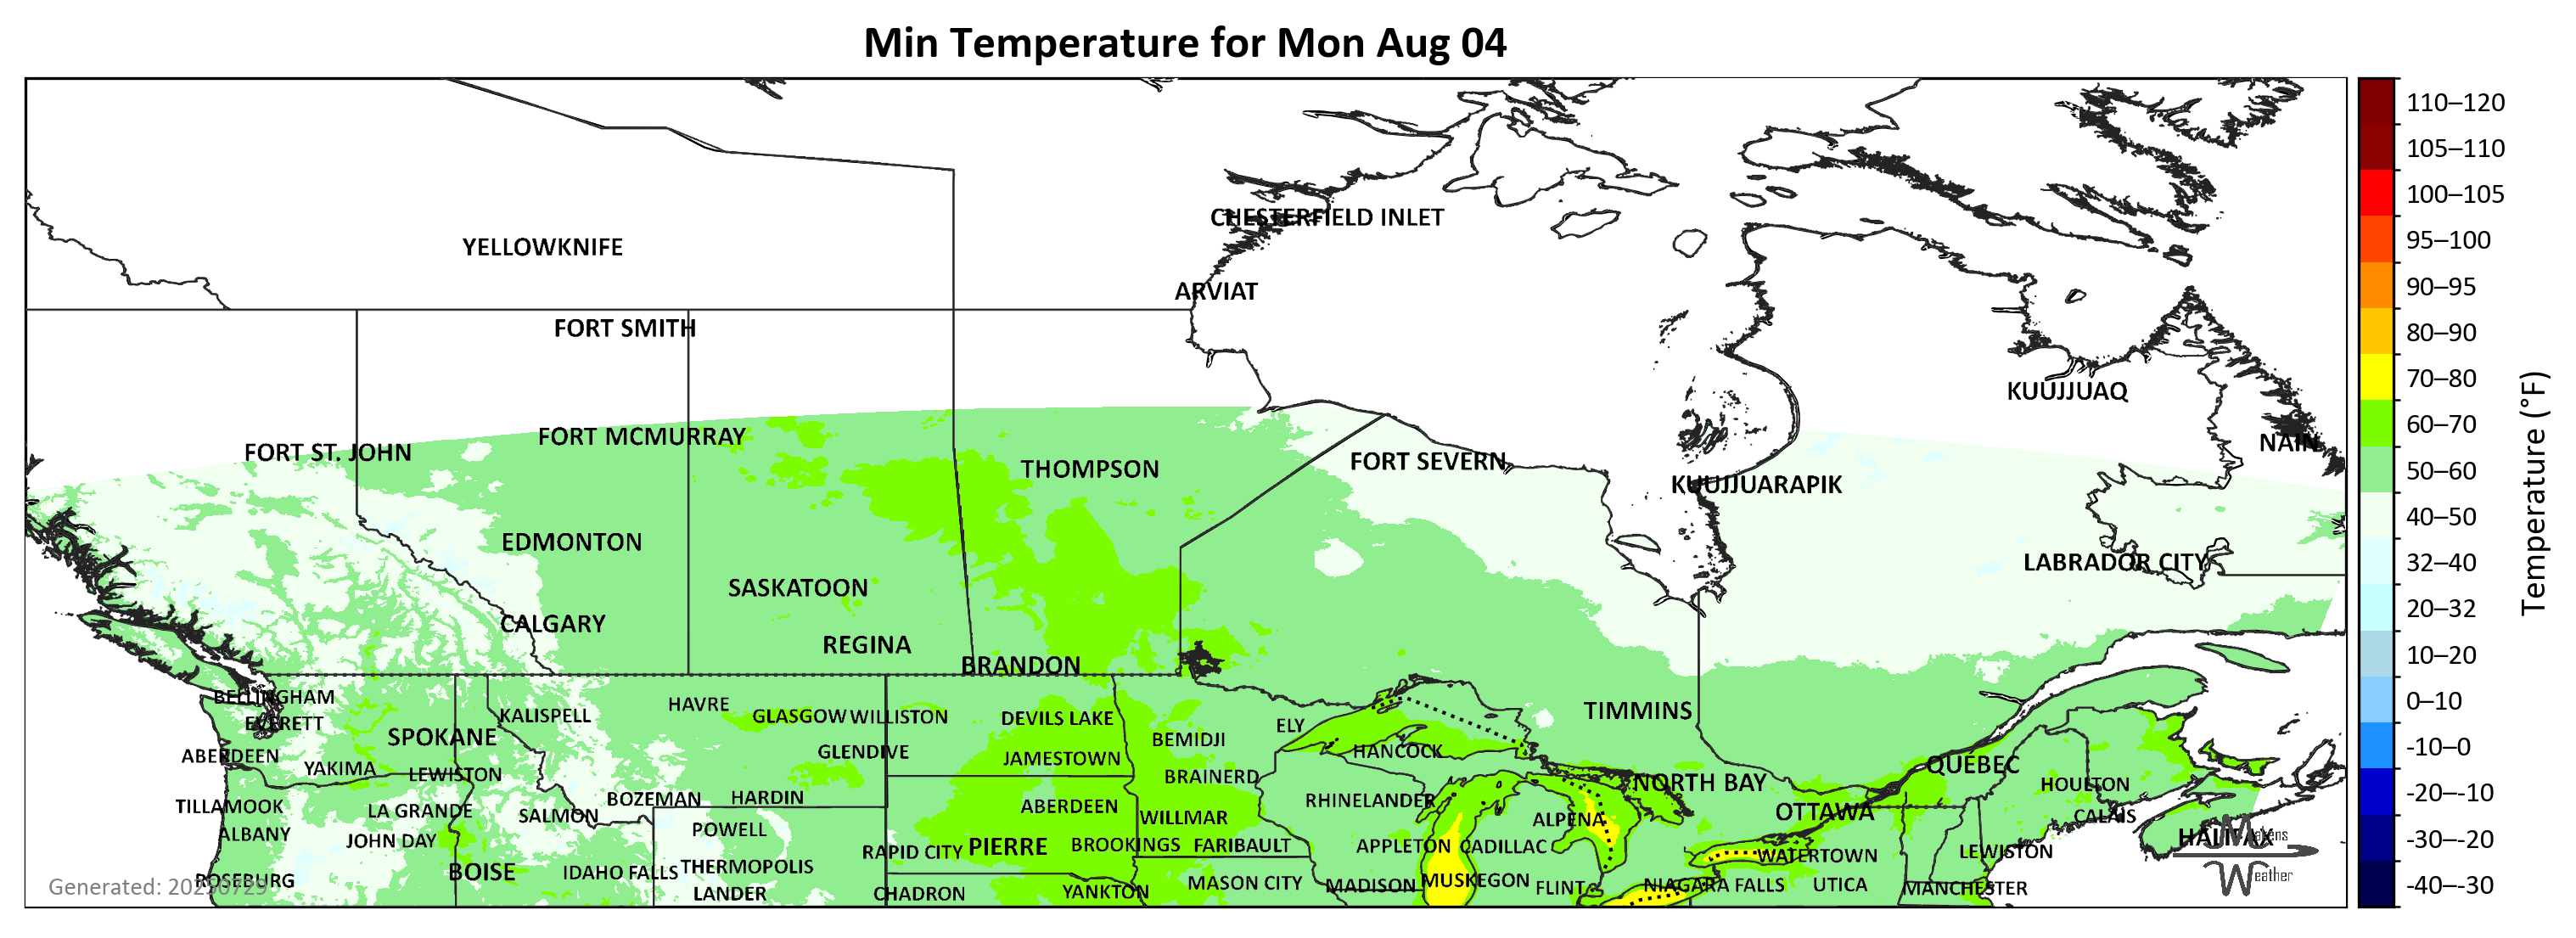 Min Temperature for Mon Aug 04
CHESTERFIELD INLET
YELLOWKNIFE
ARVIAT
FORT SMITH
KUUJJUAQ
FORT MCMURRAY
NAIN
FORT ST. JOHN
FORT SEVERN
THOMPSON
KUUJJUARAPIK
EDMONTON
LABRADOR CITY
SASKATOON
CALGARY
REGINA
BRANDON
BELLINGHAM
HAVRE
TIMMINS
KALISPELL
GLASGOW
WILLISTON
DEVILS LAKE
EVERETT
ELY
SPOKANE
BEMIDJI
ABERDEEN
GLENDIVE
JAMESTOWN
HANCOCK
QUEBEC
YAKIMA
LEWISTON
BRAINERD
NORTH BAY
HOULTON
BOZEMAN
HARDIN
RHINELANDER
TILLAMOOK
LA GRANDE
SALMON
ABERDEEN
WILLMAR
ALPENA
OTTAWA
CALAIS
ALBANY
JOHN DAY
POWELL
HALIFAX
Makens
Weather
RAPID CITY
PIERRE
BROOKINGS
FARIBAULT
APPLETON
CADILLAC
WATERTOWN
LEWISTON
BOISE
IDAHO FALLS
THERMOPOLIS
ROSEBURG
MASON CITY
MADISON
MUSKEGON
FLINT
NIAGARA FALLS
UTICA
MANCHESTER
LANDER
CHADRON
YANKTON
Generated: 20250729
110–120
105–110
100–105
95–100
90–95
80–90
70–80
60–70
50–60
40–50
32–40
20–32
10–20
0–10
-10–0
-20–-10
-30–-20
-40–-30
Temperature (°F)